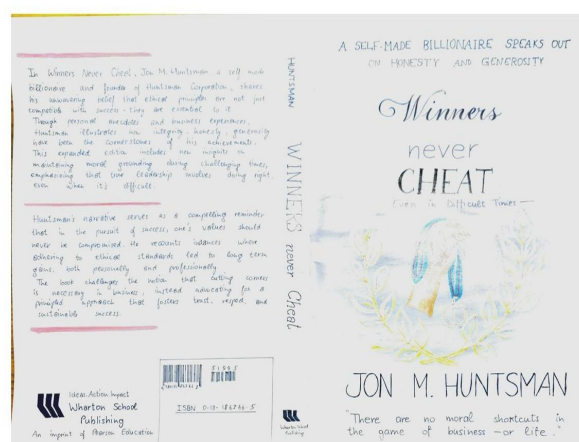 In Winners Never Cheat, Jon M. Huntsman a self made
billionaire and founder of Huntsman Corporation, shares
his unwavering belief that ethical principles are not just
compatible with success - they are essential to it.
Through personal anecdotes and business experiences,
Huntsman illustrates how integrity, honesty, generosity
have been the cornerstones of his achievements.
This expanded edition includes new insights on
maintaining moral grounding during challenging times,
emphasizing that true leadership involves doing right,
even when it's difficult.
Huntsman's narrative serves as a compelling reminder
that in the pursuit of success, one's values should
never be compromised. He recounts instances where
adhering to ethical standards led to long term
gains, both personally and professionally.
The book challenges the notion that cutting corners
is necessary in business, instead advocating for a
principled approach that fosters trust, respect, and
sustainable success.
Ideas.Action.Impact
Wharton School
Publishing
An imprint of Pearson Education
51995
ISBN 0-13-186366-5
HUNTSMAN
WINNERS never Cheat
Wharton School
Publishing
A SELF-MADE BILLIONAIRE SPEAKS OUT
ON HONESTY AND GENEROSITY
Winners
never
CHEAT
Even in Difficult Times
JON M. HUNTSMAN
"There are no moral shortcuts in
the game of business - or life."